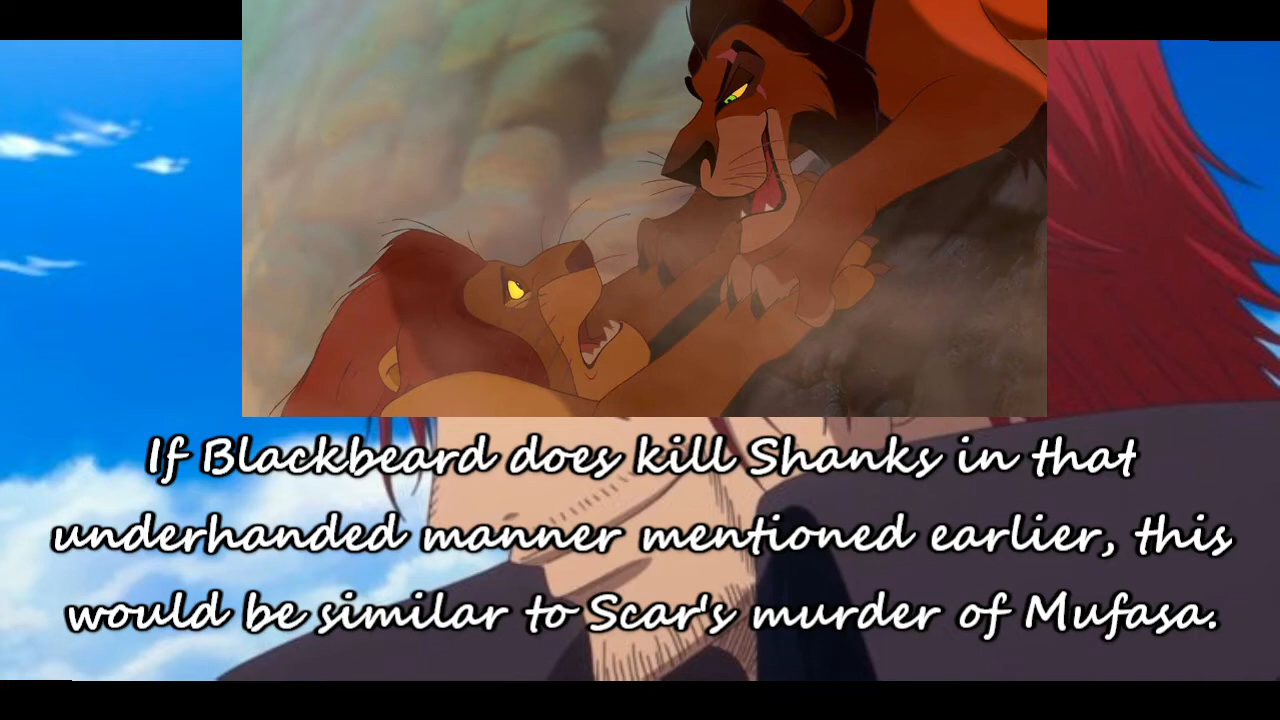 If Blackbeard does kill Shanks in that
underhanded manner mentioned earlier, this
would be similar to Scar's murder of Mufasa.